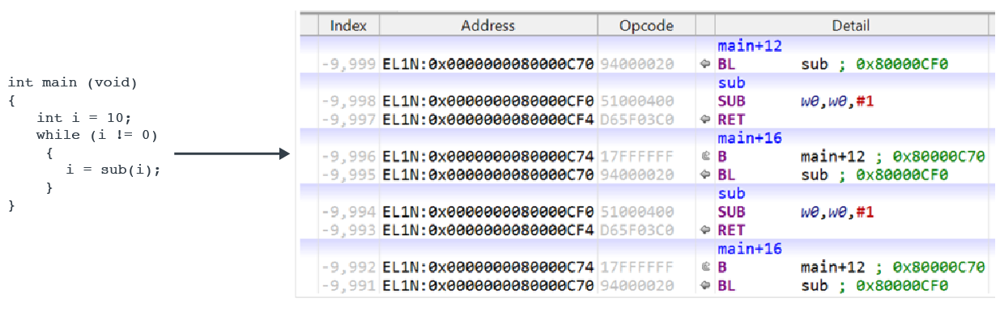 int main (void)
{
int i = 10;
while (i != 0)
{
i = sub(i);
}
}
Index Address Opcode Detail
main+12
-9,999 EL1N:0x0000000080000C70 94000020 BL sub ; 0x80000CF0
sub
-9,998 EL1N:0x0000000080000CF0 51000400 SUB w0,w0,#1
-9,997 EL1N:0x0000000080000CF4 D65F03C0 RET
main+16
-9,996 EL1N:0x0000000080000C74 17FFFFFF B main+12 ; 0x80000C70
-9,995 EL1N:0x0000000080000C70 94000020 BL sub ; 0x80000CF0
sub
-9,994 EL1N:0x0000000080000CF0 51000400 SUB w0,w0,#1
-9,993 EL1N:0x0000000080000CF4 D65F03C0 RET
main+16
-9,992 EL1N:0x0000000080000C74 17FFFFFF B main+12 ; 0x80000C70
-9,991 EL1N:0x0000000080000C70 94000020 BL sub ; 0x80000CF0